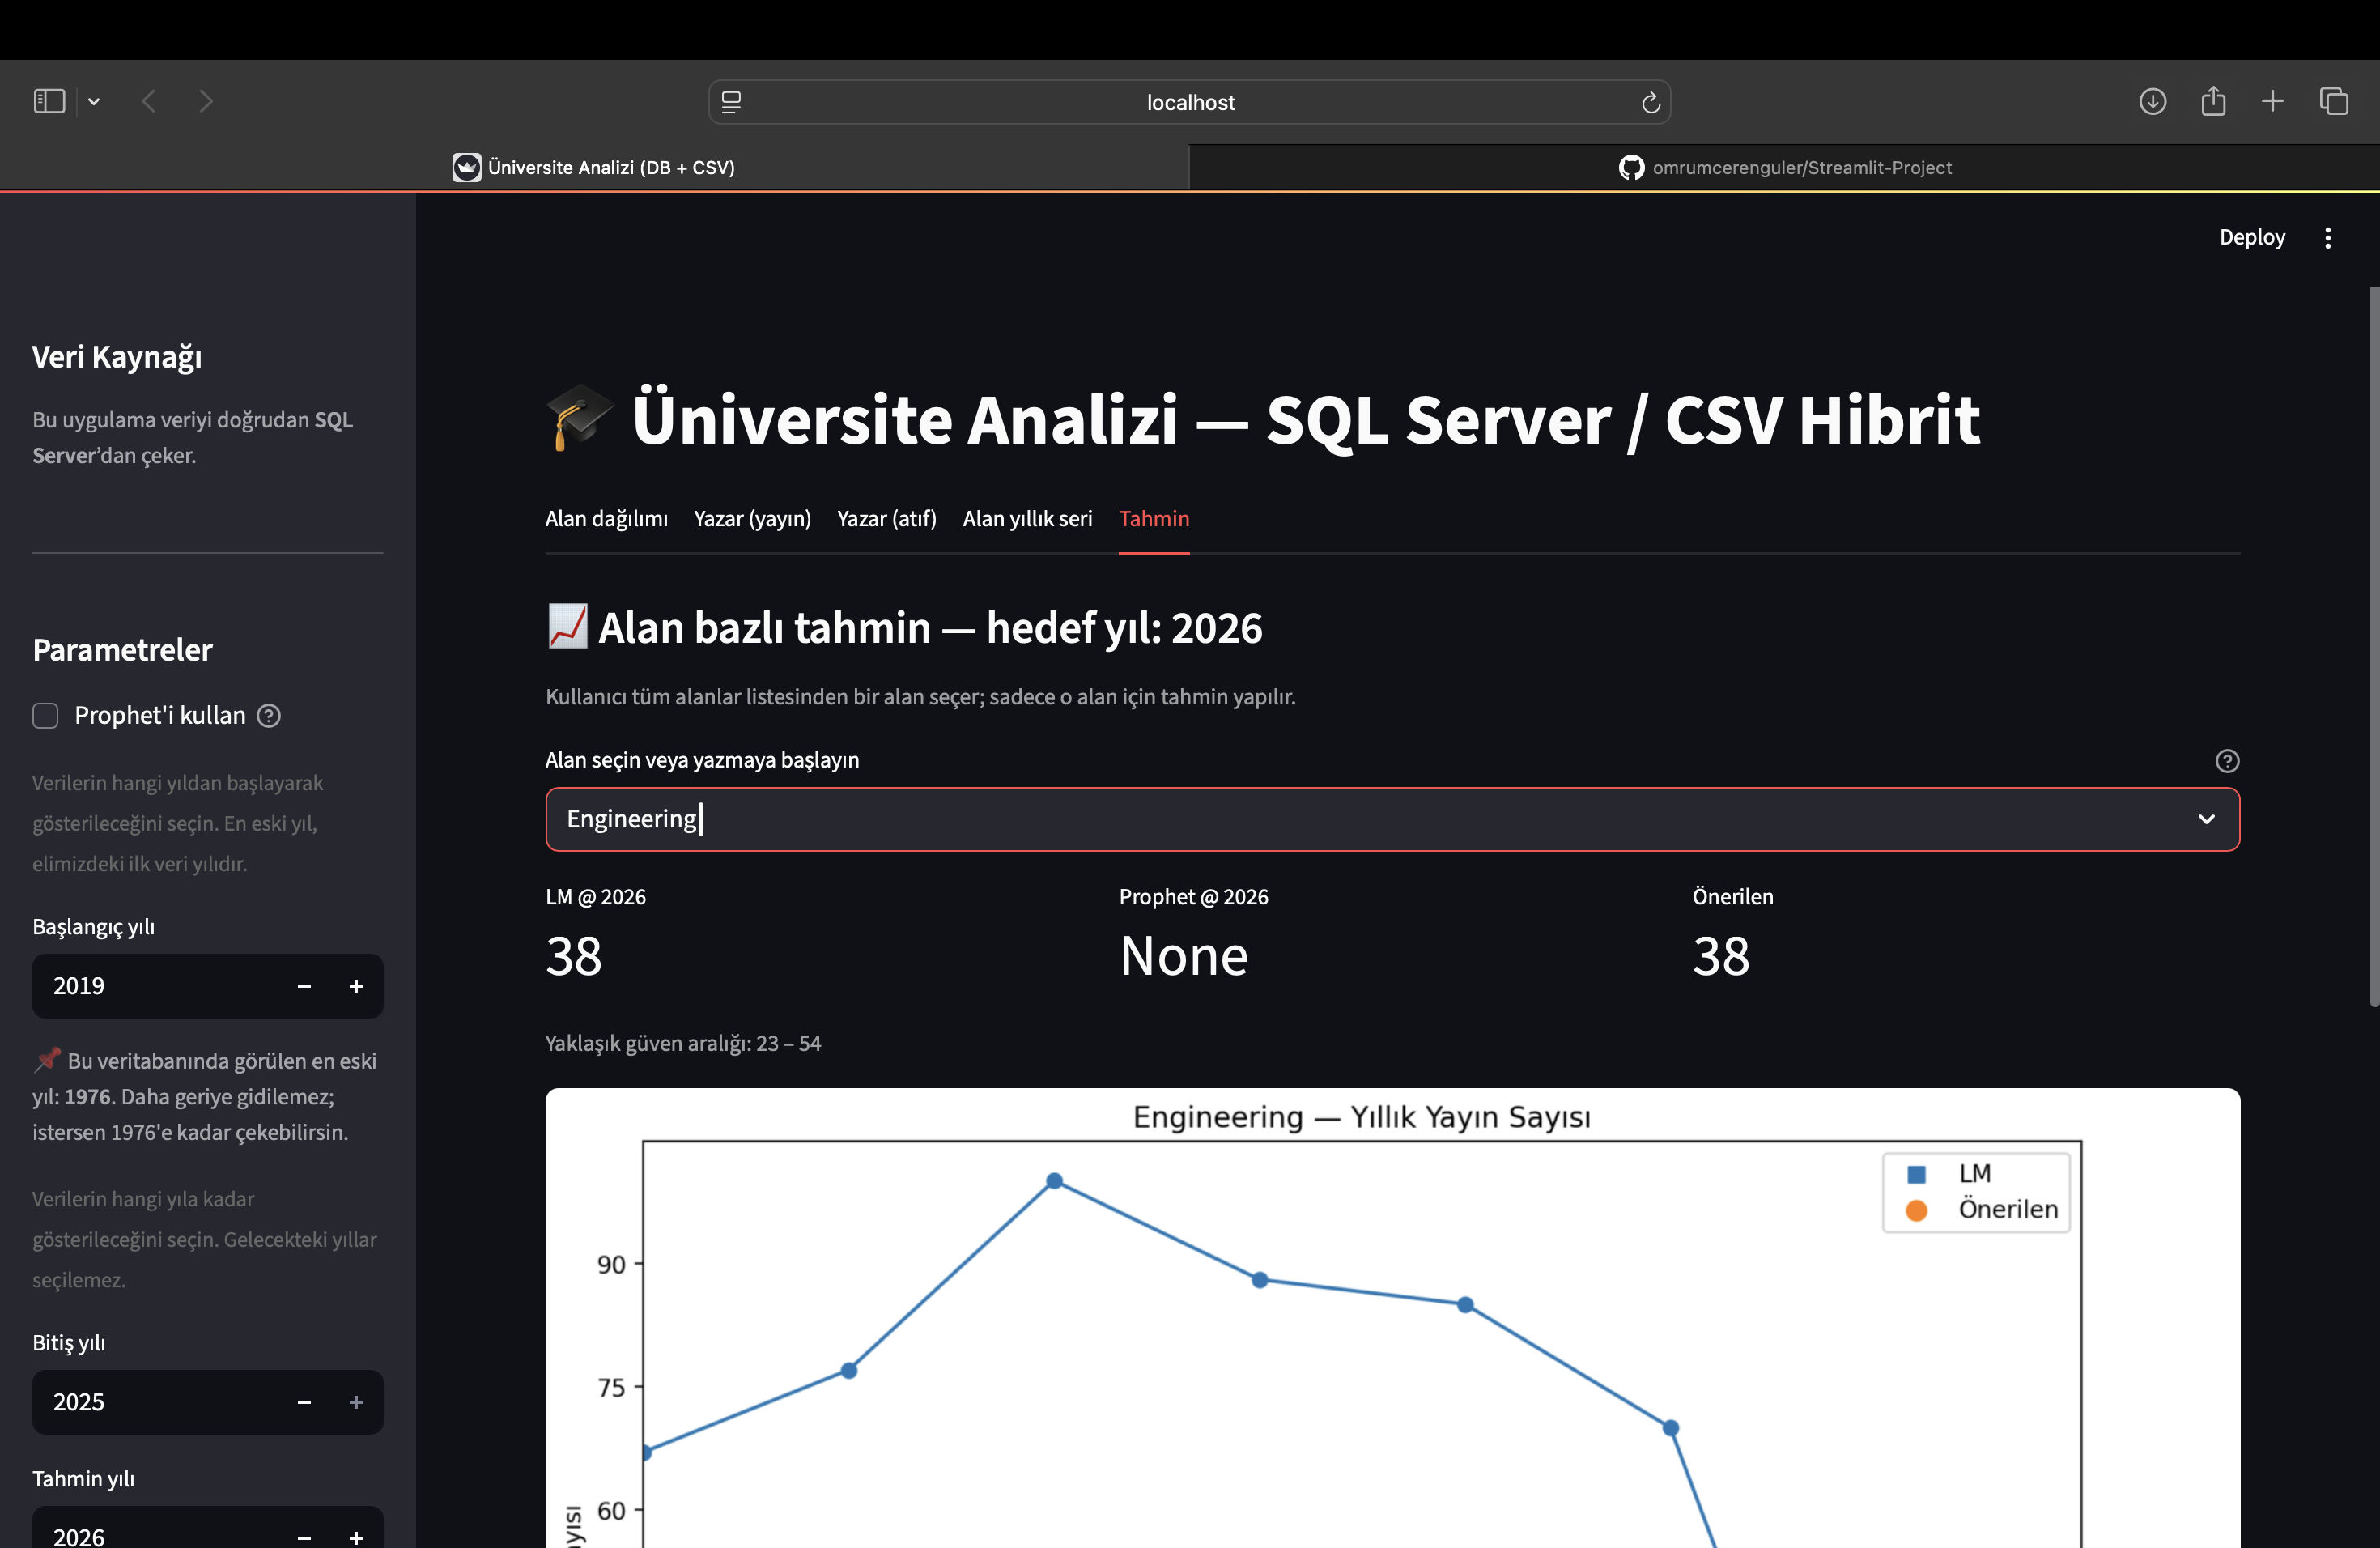 localhost
Üniversite Analizi (DB + CSV)
omrumcerenguler/Streamlit-Project
Deploy
Veri Kaynağı
Bu uygulama veriyi doğrudan SQL
Server'dan çeker.
Parametreler
Prophet'i kullan
Verilerin hangi yıldan başlayarak
gösterileceğini seçin. En eski yıl,
elimizdeki ilk veri yılıdır.
Başlangıç yılı
2019
📌 Bu veritabanında görülen en eski
yıl: 1976. Daha geriye gidilemez;
istersen 1976'e kadar çekebilirsin.
Verilerin hangi yıla kadar
gösterileceğini seçin. Gelecekteki yıllar
seçilemez.
Bitiş yılı
2025
Tahmin yılı
2026
🎓 Üniversite Analizi — SQL Server / CSV Hibrit
Alan dağılımı Yazar (yayın) Yazar (atıf) Alan yıllık seri Tahmin
📈 Alan bazlı tahmin — hedef yıl: 2026
Kullanıcı tüm alanlar listesinden bir alan seçer; sadece o alan için tahmin yapılır.
Alan seçin veya yazmaya başlayın
Engineering
LM @ 2026
38
Prophet @ 2026
None
Önerilen
38
Yaklaşık güven aralığı: 23 – 54
Engineering — Yıllık Yayın Sayısı
LM
Önerilen
90
75
60